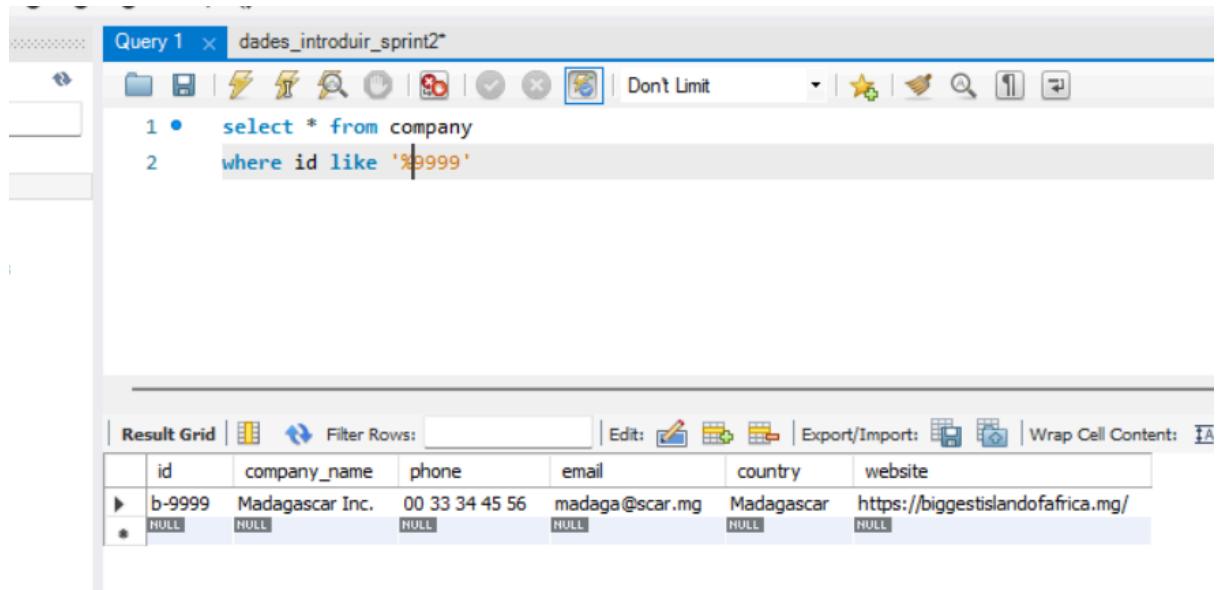 Query 1 dades_introduir_sprint2*
Don't Limit
1 select * from company
2 where id like '%9999'
Result Grid Filter Rows: Edit: Export/Import: Wrap Cell Content:
id company_name phone email country website
b-9999 Madagascar Inc. 00 33 34 45 56 madaga@scar.mg Madagascar https://biggestislandofafrica.mg/
NULL NULL NULL NULL NULL NULL